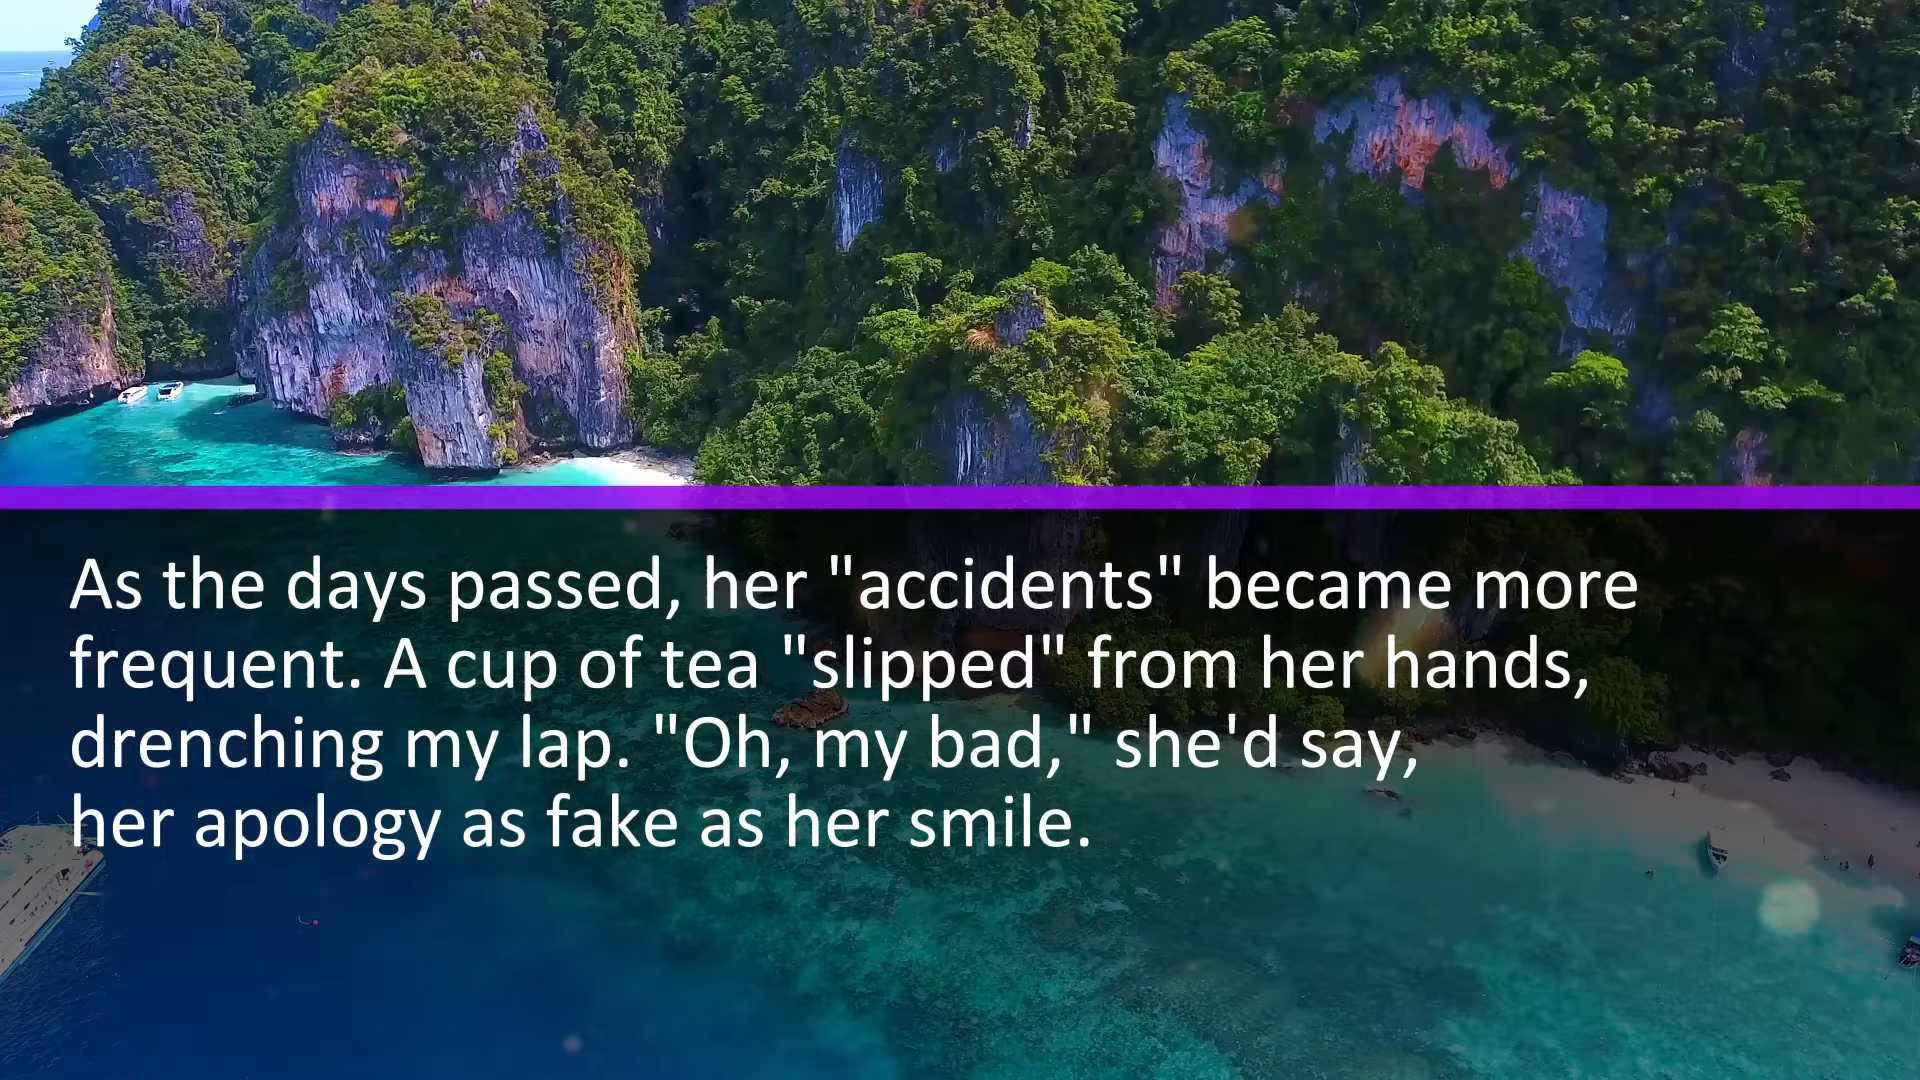 As the days passed, her "accidents" became more
frequent. A cup of tea "slipped" from her hands,
drenching my lap. "Oh, my bad," she'd say,
her apology as fake as her smile.